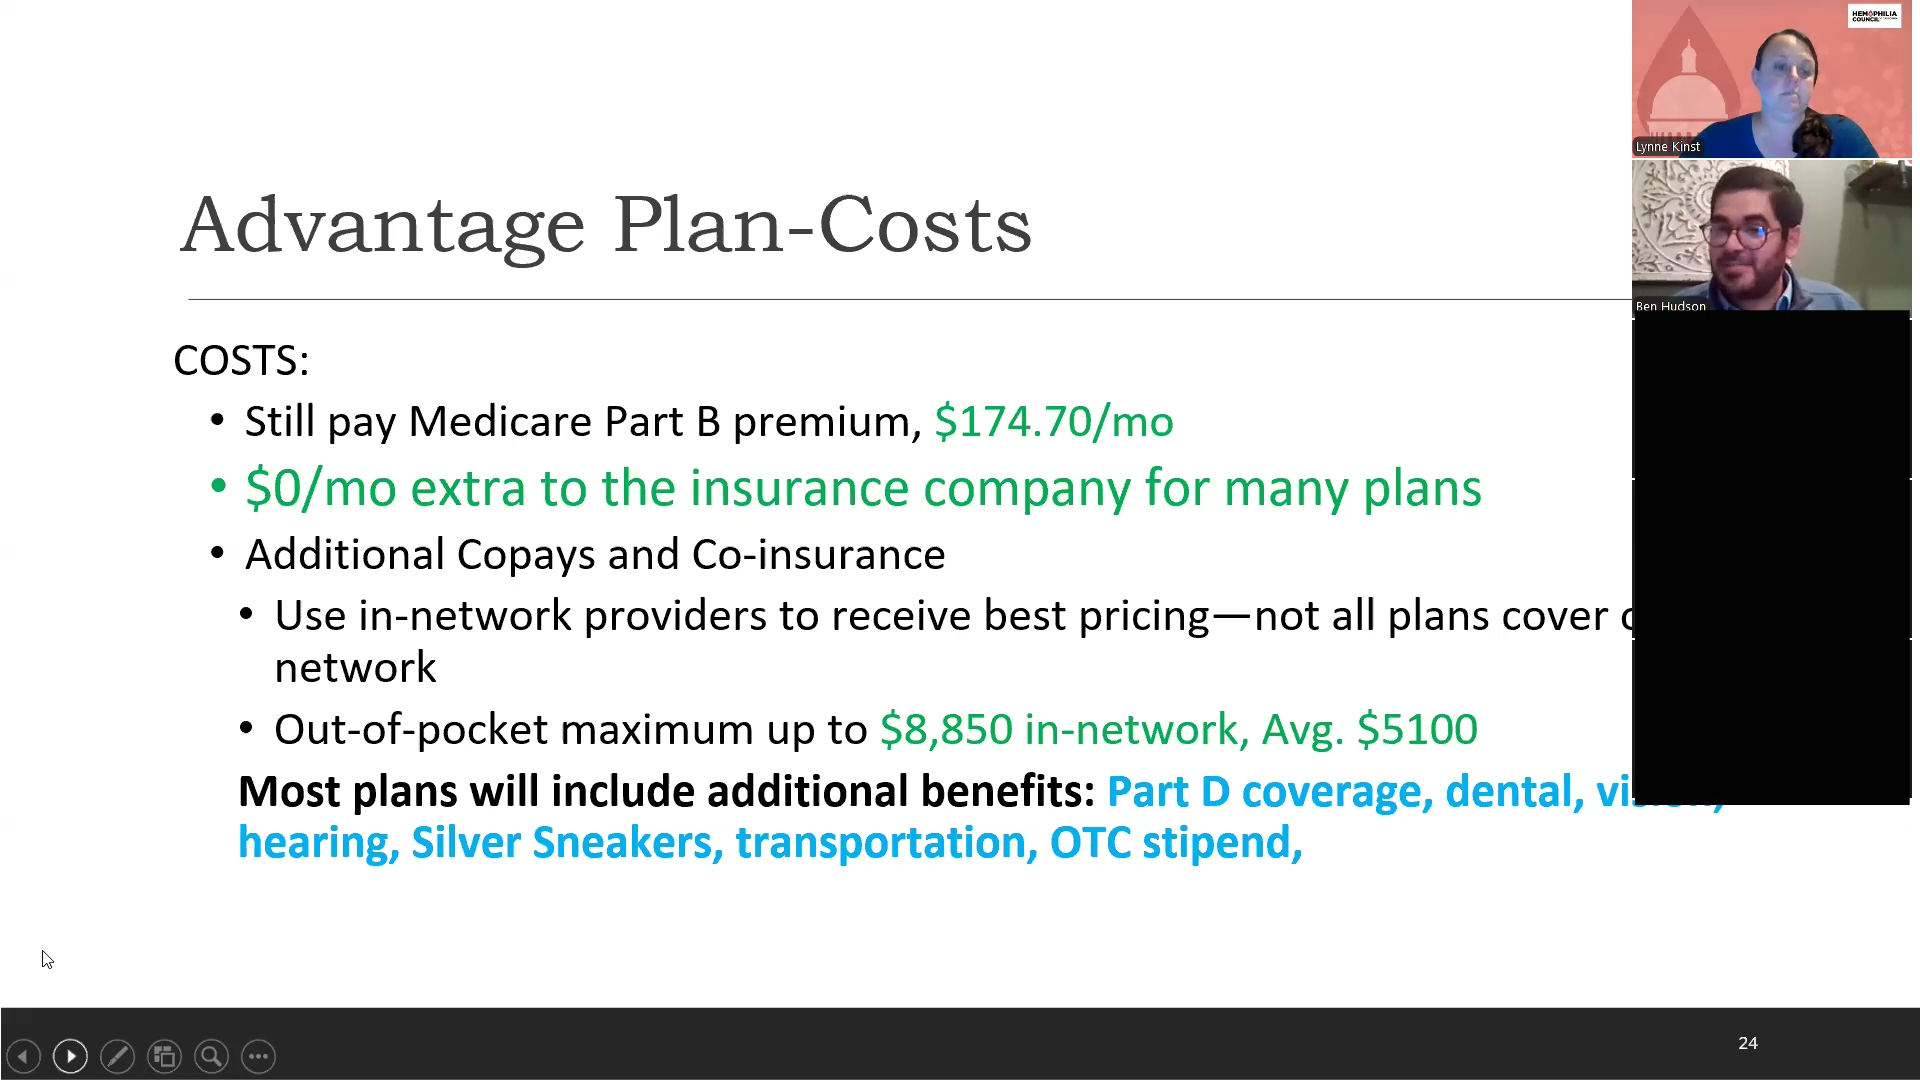 HEMOPHILIA
COUNCIL
Lynne Kinst
Ben Hudson
Advantage Plan-Costs
COSTS:
• Still pay Medicare Part B premium, $174.70/mo
• $0/mo extra to the insurance company for many plans
• Additional Copays and Co-insurance
• Use in-network providers to receive best pricing—not all plans cover
network
• Out-of-pocket maximum up to $8,850 in-network, Avg. $5100
Most plans will include additional benefits: Part D coverage, dental,
hearing, Silver Sneakers, transportation, OTC stipend,
24